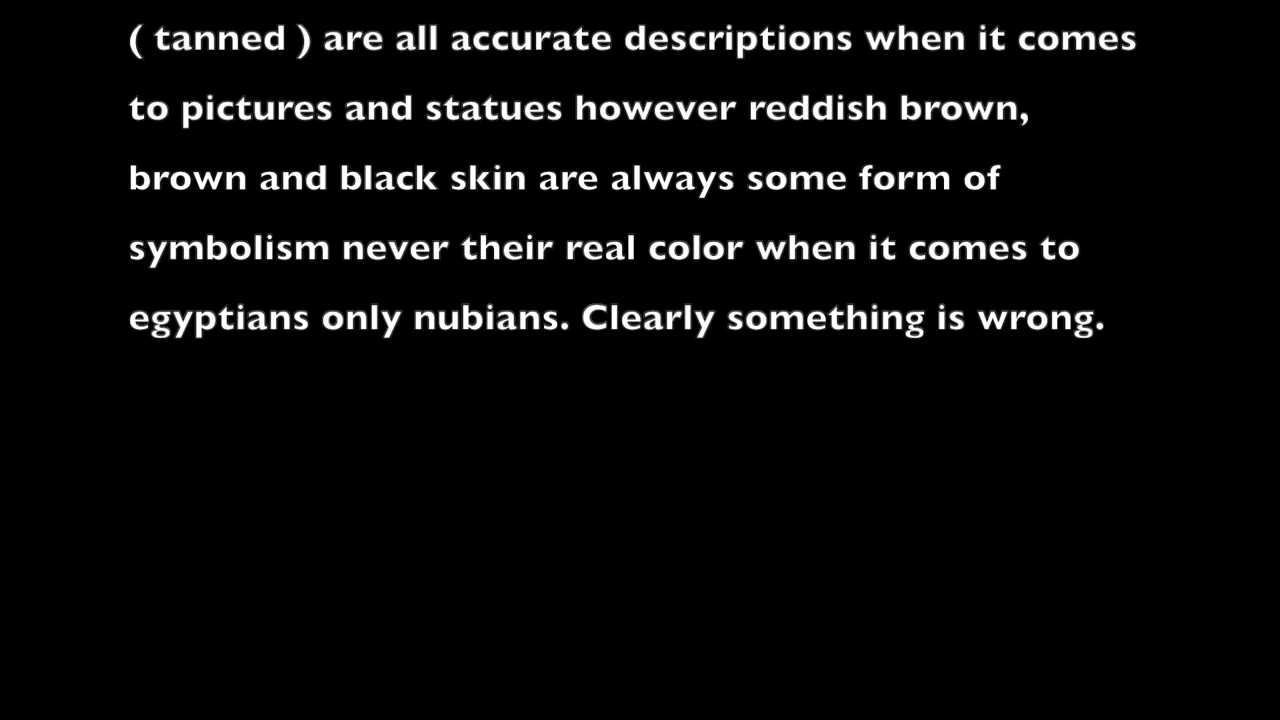 ( tanned ) are all accurate descriptions when it comes
to pictures and statues however reddish brown,
brown and black skin are always some form of
symbolism never their real color when it comes to
egyptians only nubians. Clearly something is wrong.